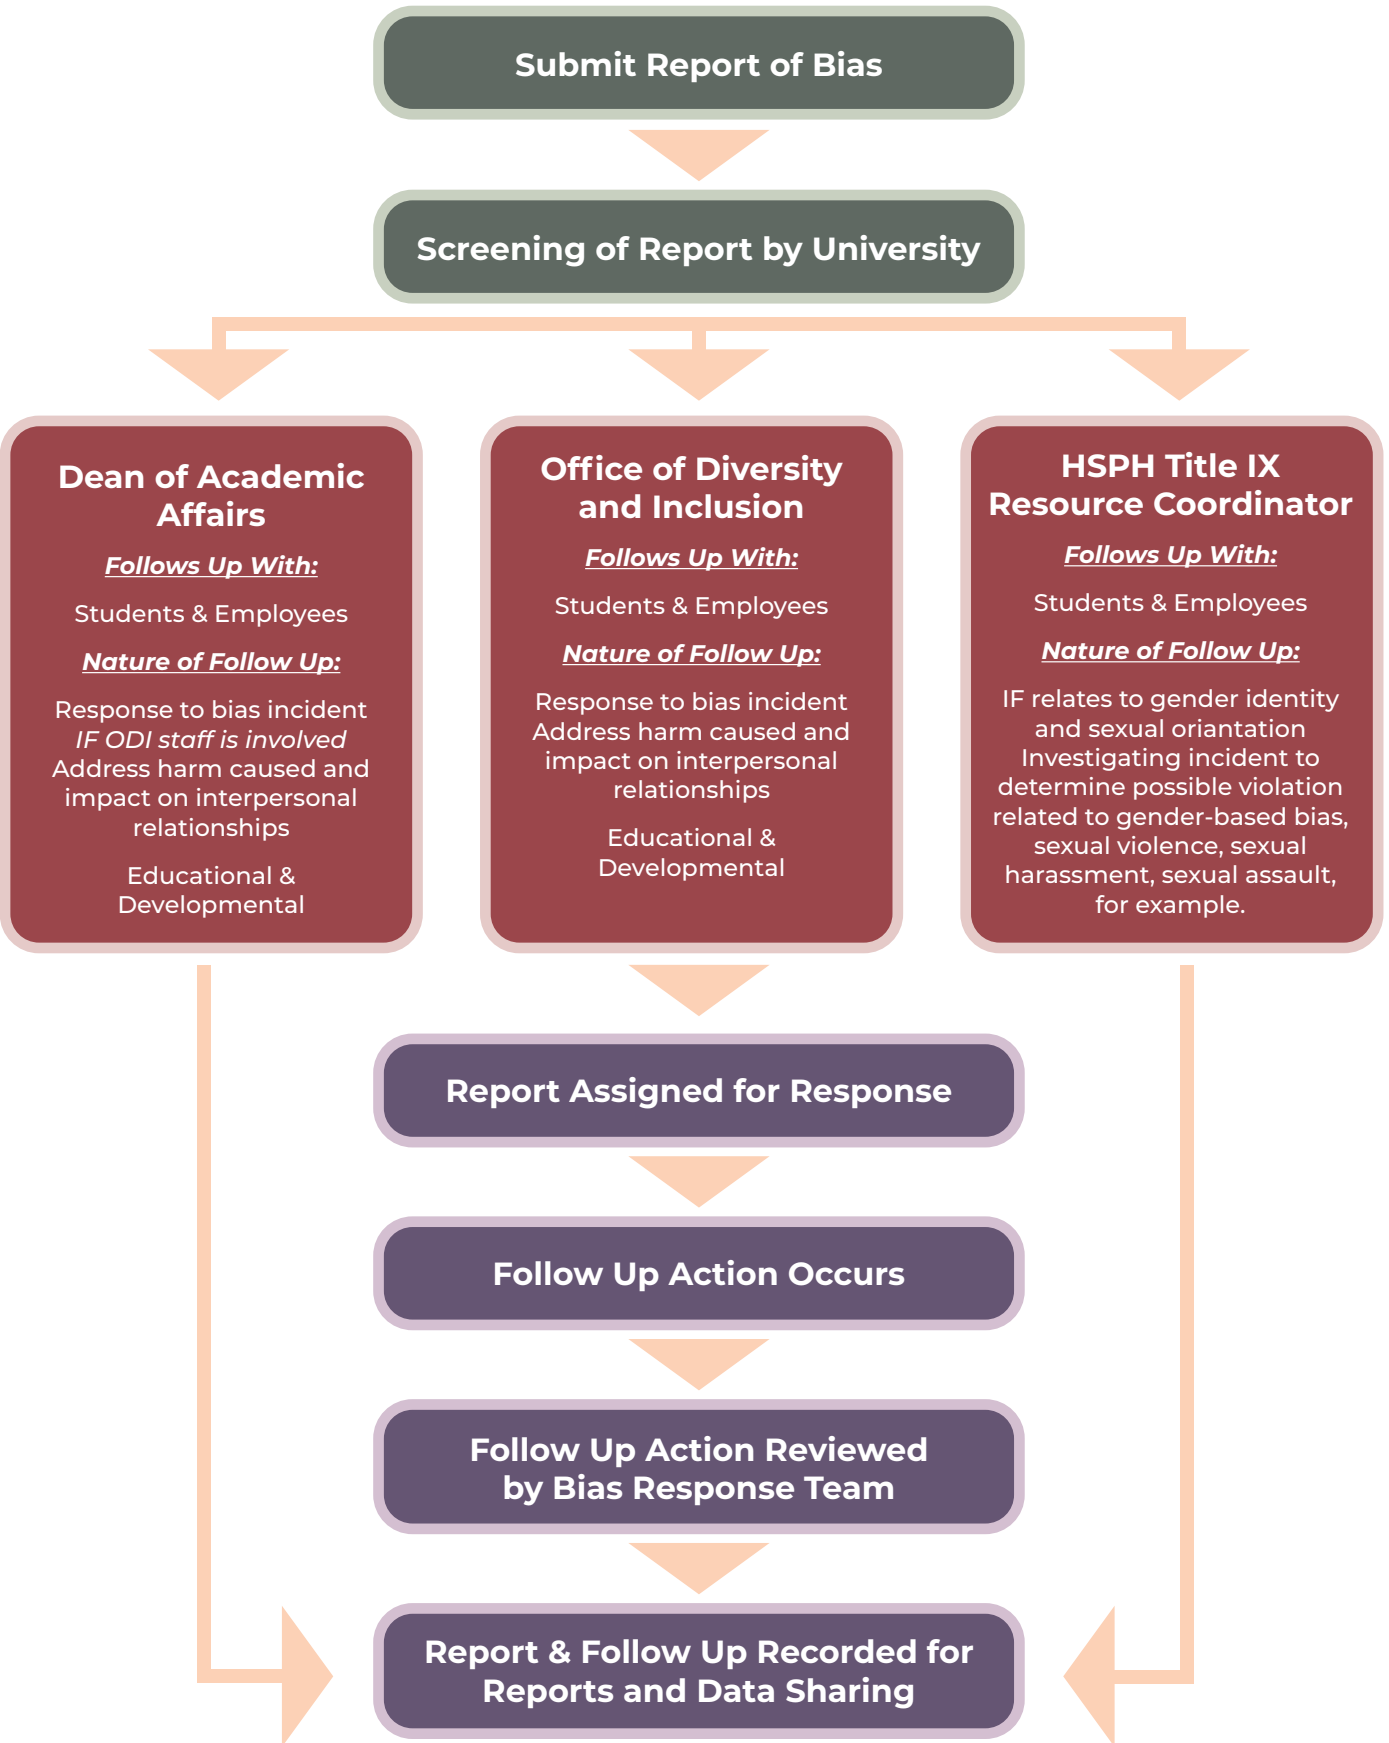 Submit Report of Bias
Screening of Report by University
Dean of Academic
Affairs
Follows Up With:
Students & Employees
Nature of Follow Up:
Response to bias incident
IF ODI staff is involved
Address harm caused and
impact on interpersonal
relationships
Educational &
Developmental
Office of Diversity
and Inclusion
Follows Up With:
Students & Employees
Nature of Follow Up:
Response to bias incident
Address harm caused and
impact on interpersonal
relationships
Educational &
Developmental
HSPH Title IX
Resource Coordinator
Follows Up With:
Students & Employees
Nature of Follow Up:
IF relates to gender identity
and sexual oriantation
Investigating incident to
determine possible violation
related to gender-based bias,
sexual violence, sexual
harassment, sexual assault,
for example.
Report Assigned for Response
Follow Up Action Occurs
Follow Up Action Reviewed
by Bias Response Team
Report & Follow Up Recorded for
Reports and Data Sharing